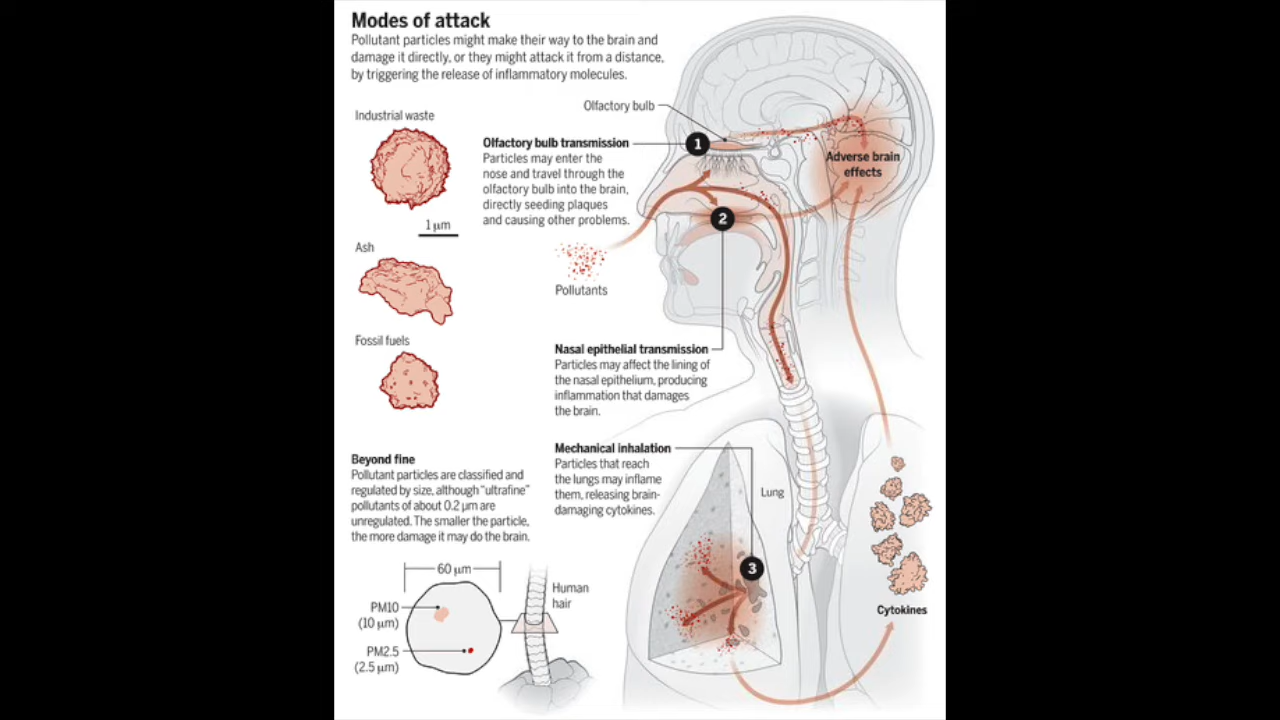 Modes of attack
Pollutant particles might make their way to the brain and
damage it directly, or they might attack it from a distance,
by triggering the release of inflammatory molecules.
Industrial waste
1 µm
Ash
Fossil fuels
Olfactory bulb
Olfactory bulb transmission
Particles may enter the
nose and travel through the
olfactory bulb into the brain,
directly seeding plaques
and causing other problems.
1
Adverse brain
effects
2
Pollutants
Nasal epithelial transmission
Particles may affect the lining of
the nasal epithelium, producing
inflammation that damages
the brain.
Mechanical inhalation
Particles that reach
the lungs may inflame
them, releasing brain-
damaging cytokines.
Lung
3
Cytokines
Beyond fine
Pollutant particles are classified and
regulated by size, although “ultrafine”
pollutants of about 0.2 µm are
unregulated. The smaller the particle,
the more damage it may do the brain.
60 µm
PM10
(10 µm)
PM2.5
(2.5 µm)
Human
hair